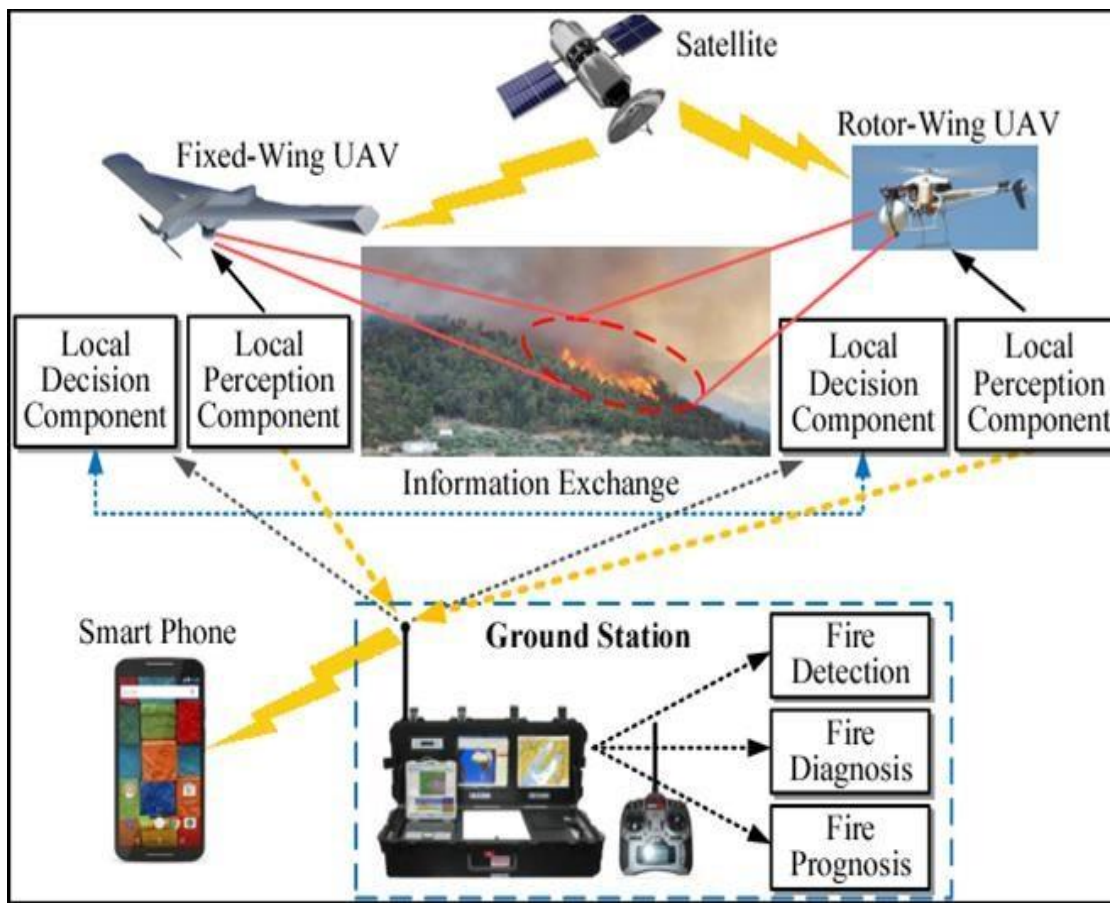 Satellite
Fixed-Wing UAV
Rotor-Wing UAV
Local
Decision
Component
Local
Perception
Component
Local
Decision
Component
Local
Perception
Component
Information Exchange
Smart Phone
Ground Station
Fire
Detection
Fire
Diagnosis
Fire
Prognosis